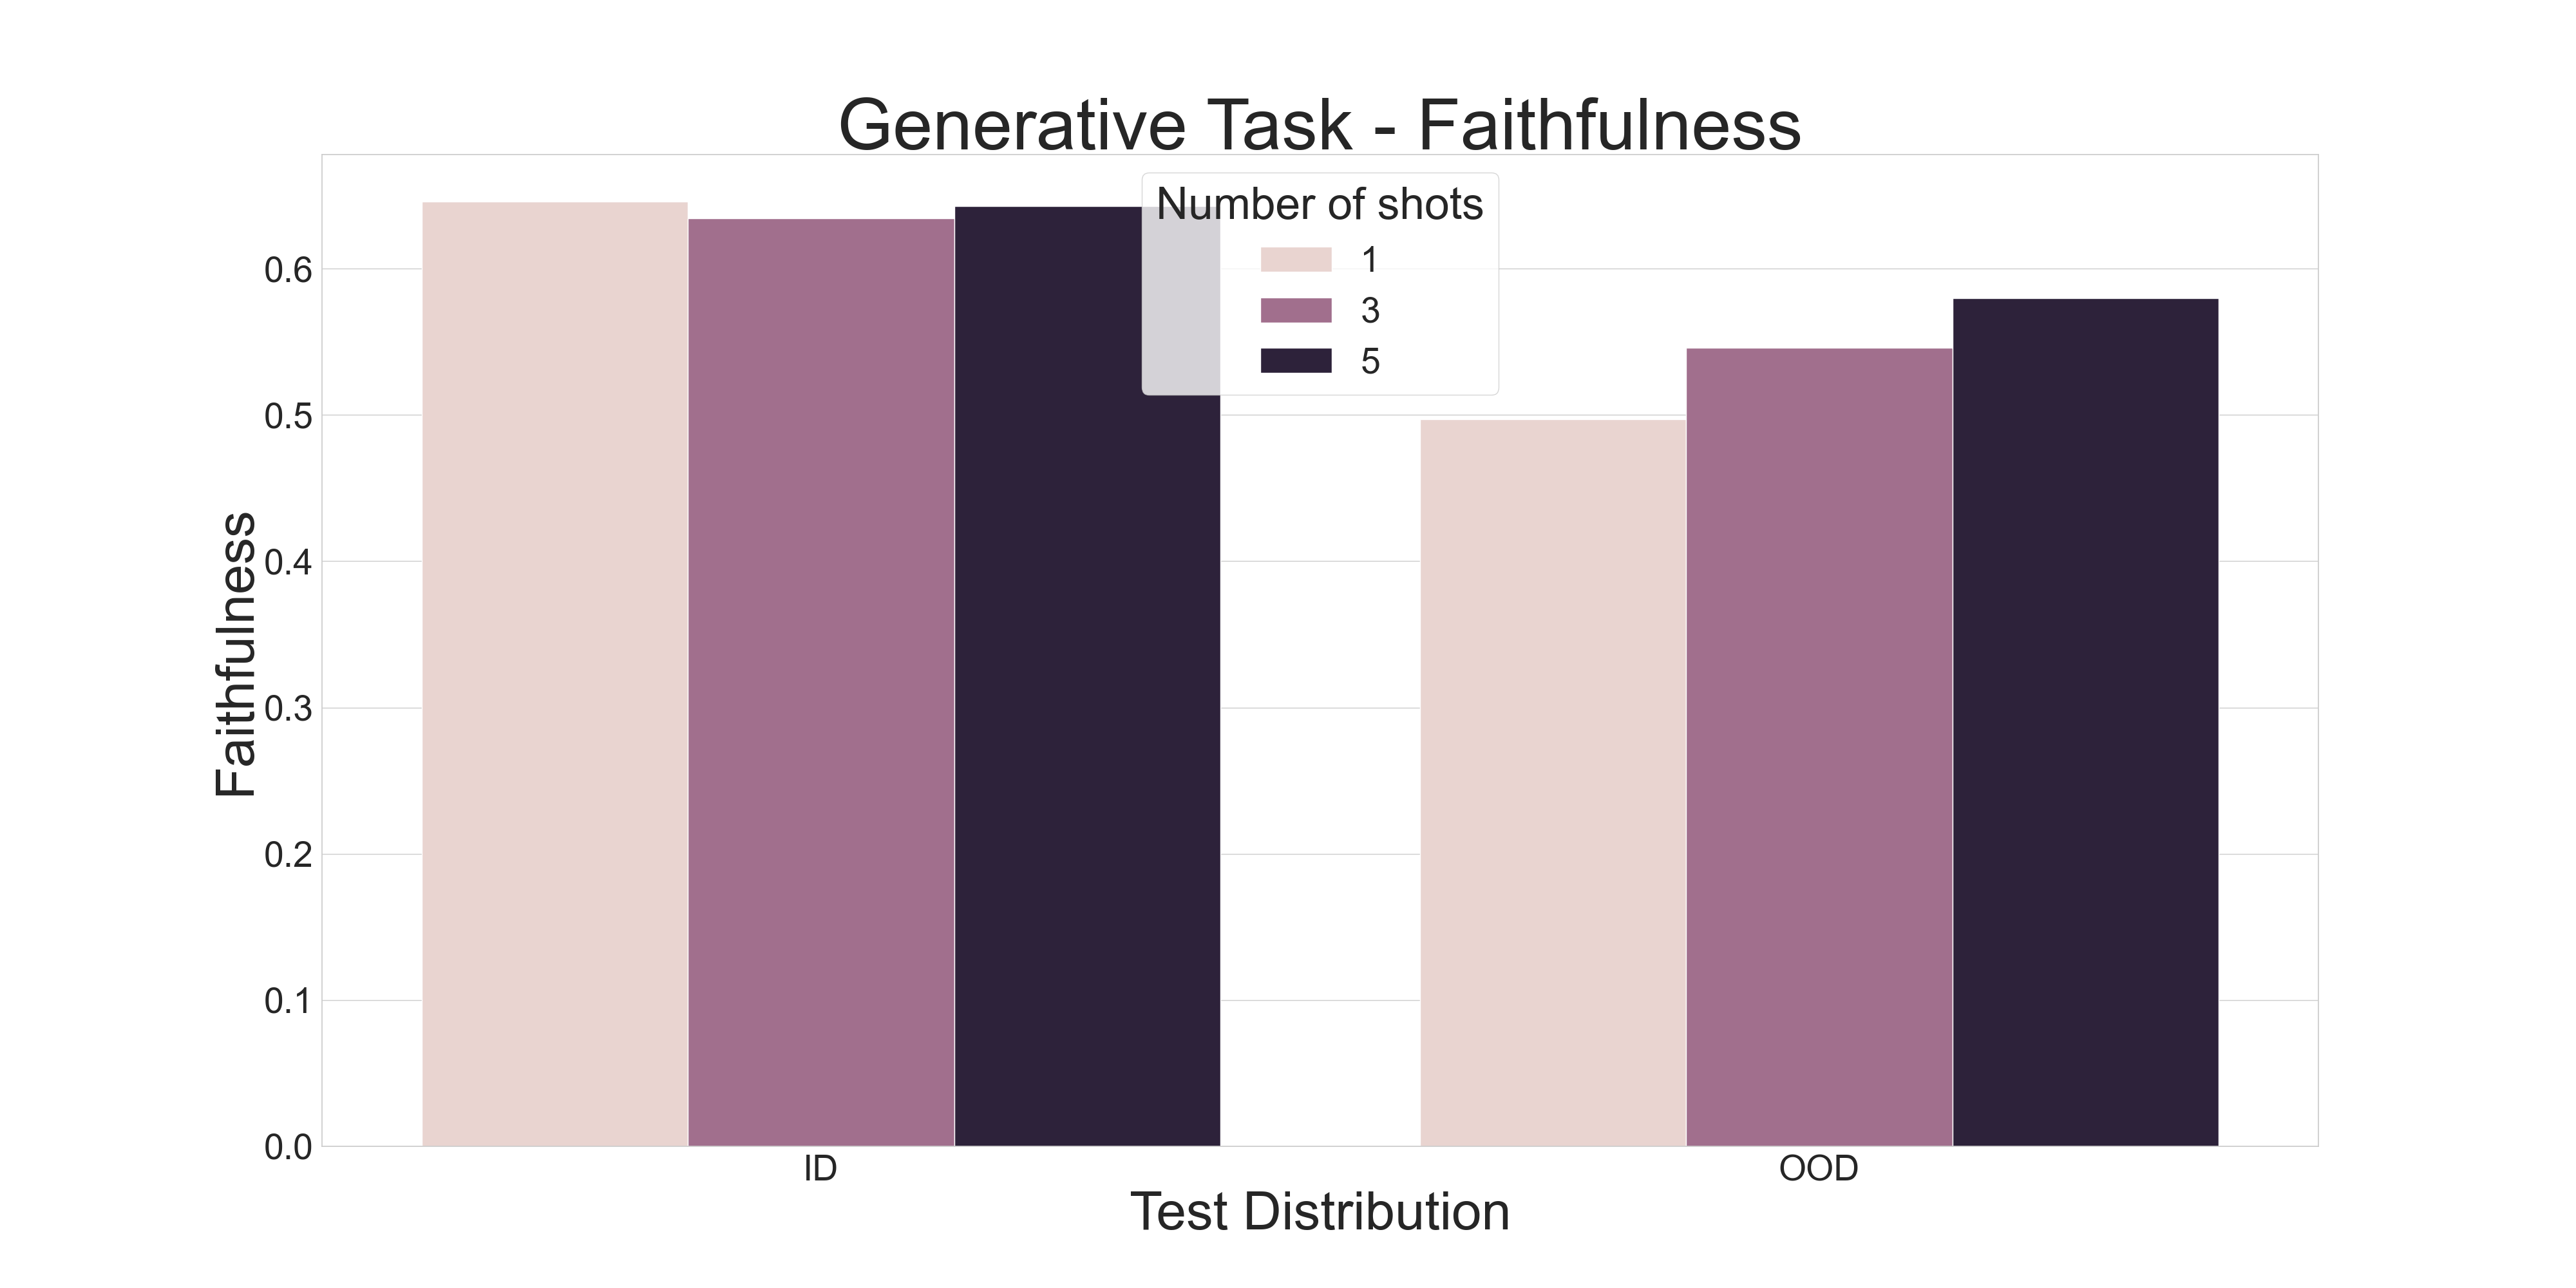 Generative Task - Faithfulness
Number of shots
1
3
5
Faithfulness
0.6
0.5
0.4
0.3
0.2
0.1
0.0
ID
OOD
Test Distribution